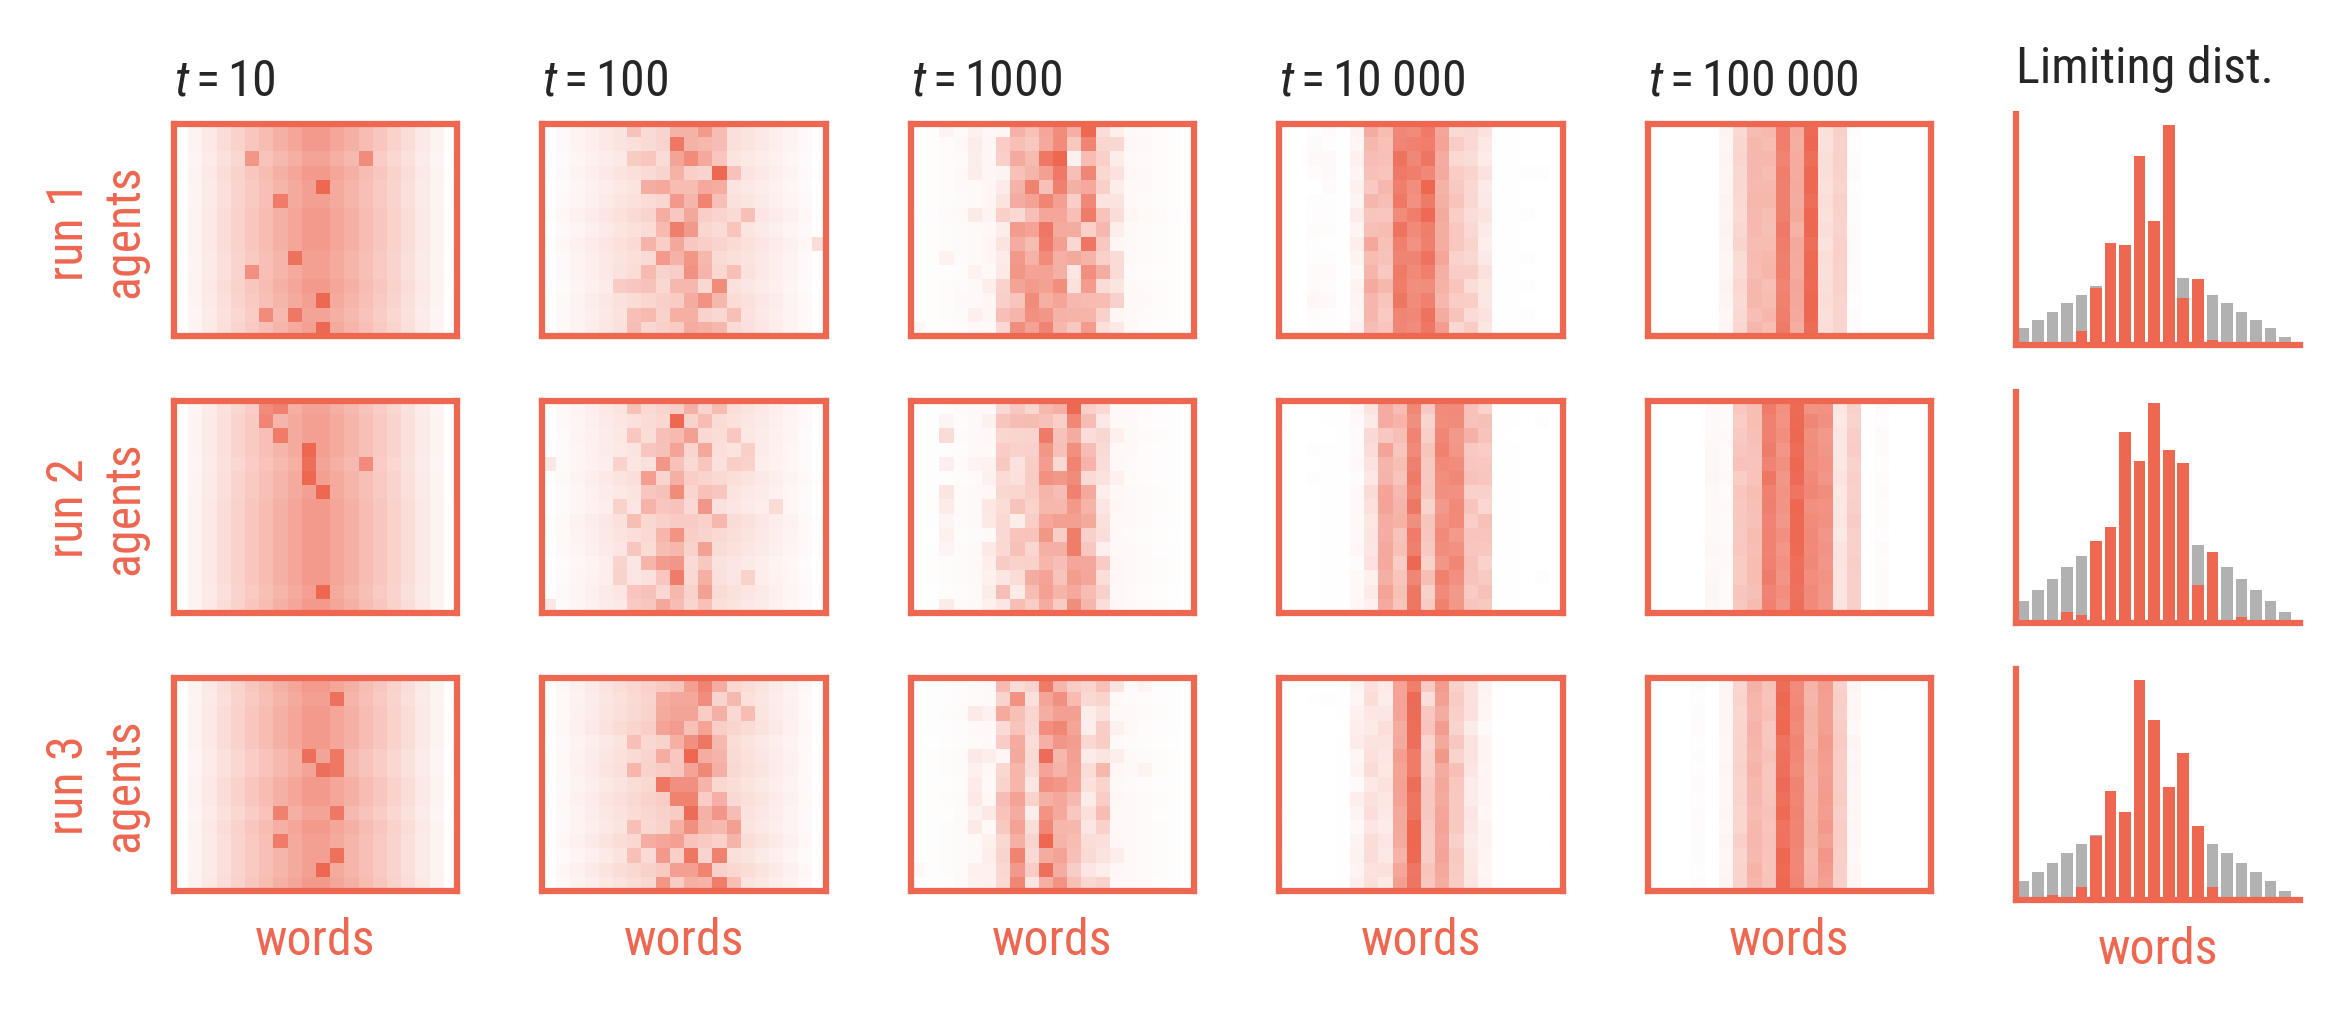 t = 10
t = 100
t = 1000
t = 10 000
t = 100 000
Limiting dist.
run 1
agents
run 2
agents
run 3
agents
words
words
words
words
words
words